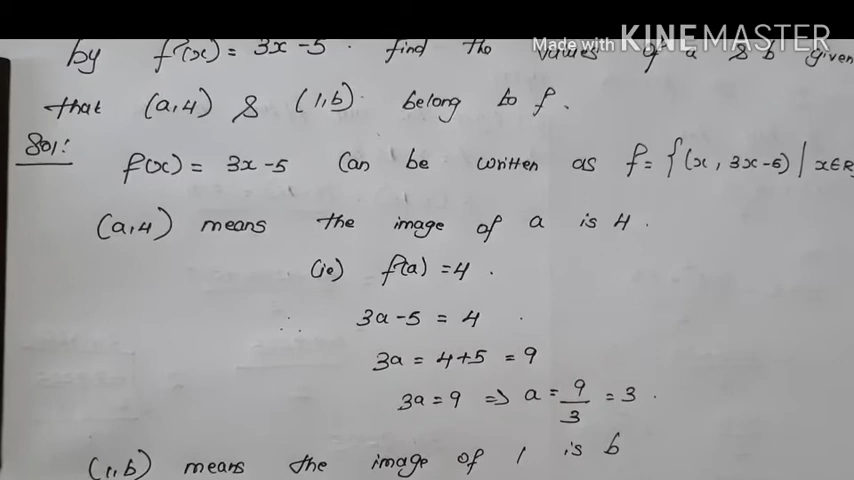 Made with KINEMASTER
by f(x) = 3x - 5. find the values of a & b given
that (a,4) & (1,b). belong to f.
Sol:
f(x) = 3x - 5 can be written as f = {(x, 3x-5) | x∈R
(a,4) means the image of a is 4.
(ie) f(a) = 4.
∴ 3a - 5 = 4
3a = 4+5 = 9
3a = 9 => a = 9/3 = 3.
(1,b) means the image of 1 is b